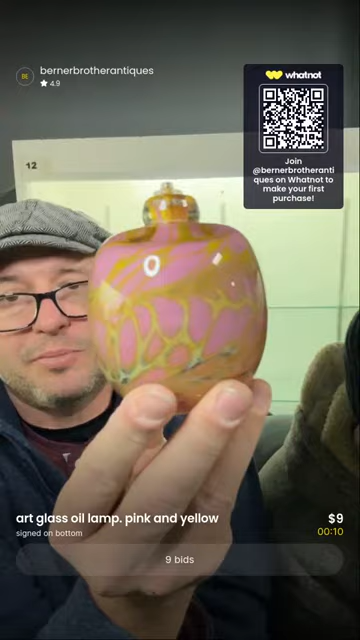 BE
bernerbrotherantiques
★ 4.9
whatnot
Join
@bernerbrotheranti
ques on Whatnot to
make your first
purchase!
12
art glass oil lamp. pink and yellow
$9
signed on bottom
00:10
9 bids